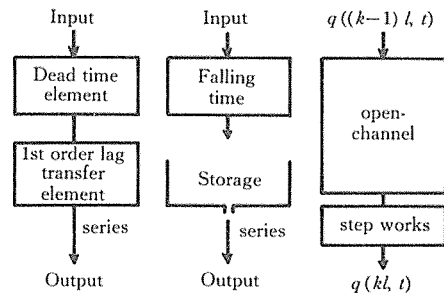 Input
Dead time
element
1st order lag
transfer
element
series
Output
Input
Falling
time
Storage
series
Output
q((k−1) l, t)
open-
channel
step works
q(kl, t)